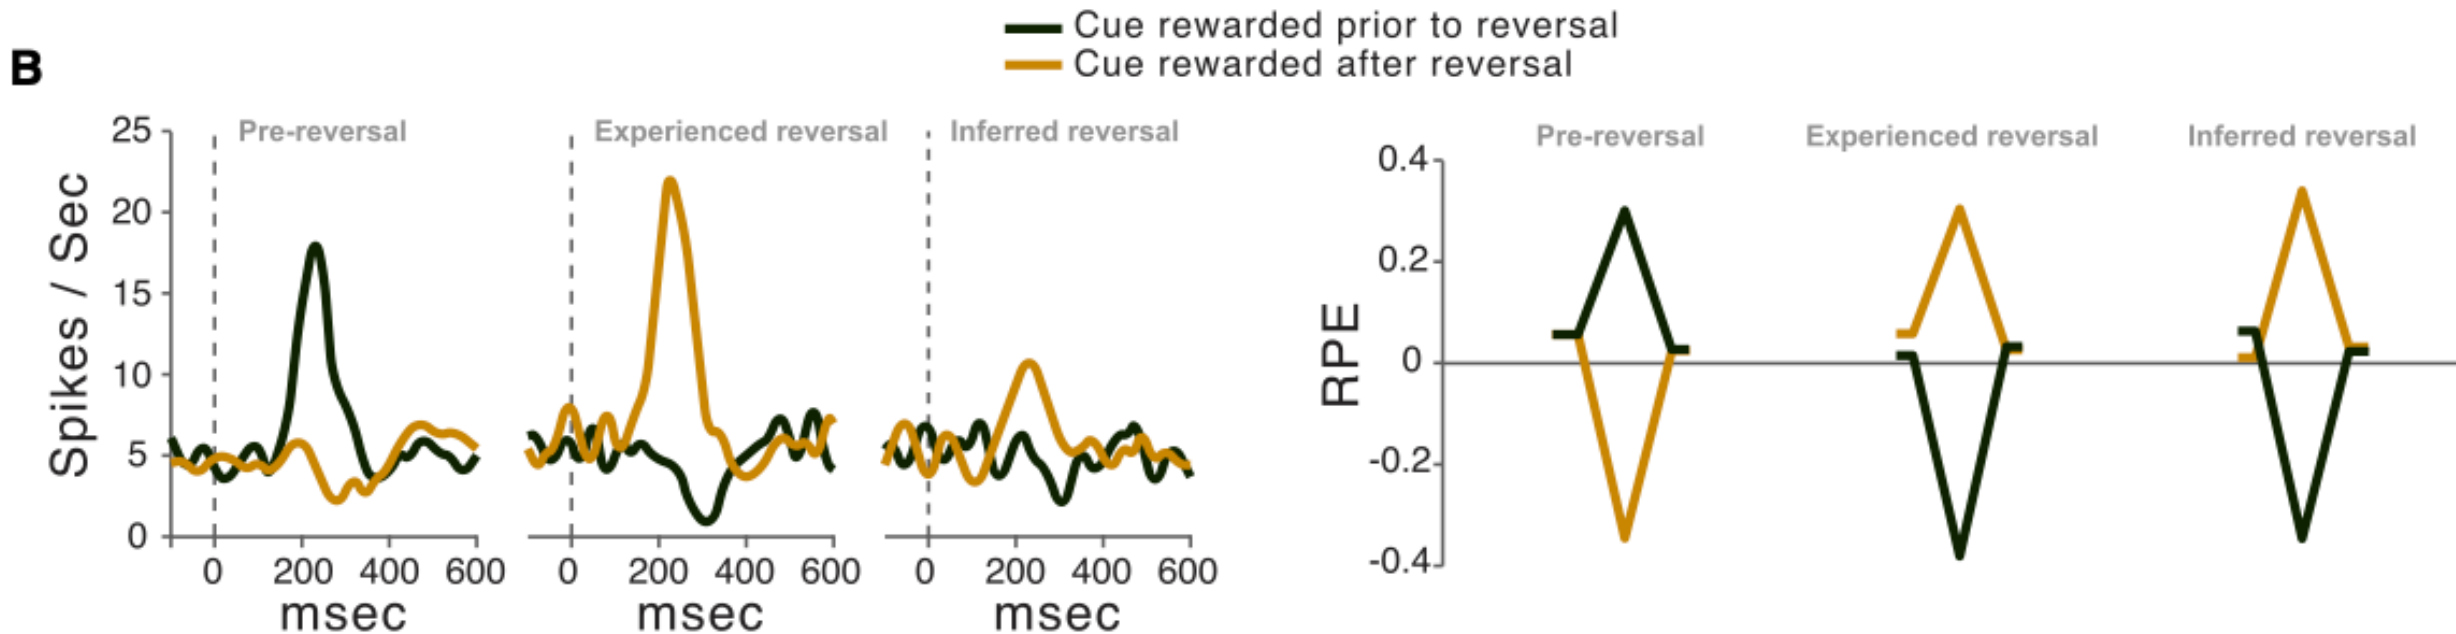 B
Cue rewarded prior to reversal
Cue rewarded after reversal
Pre-reversal
Experienced reversal
Inferred reversal
Spikes / Sec
25
20
15
10
5
0
0 200 400 600
0 200 400 600
0 200 400 600
msec
msec
msec
Pre-reversal
Experienced reversal
Inferred reversal
RPE
0.4
0.2
0
-0.2
-0.4